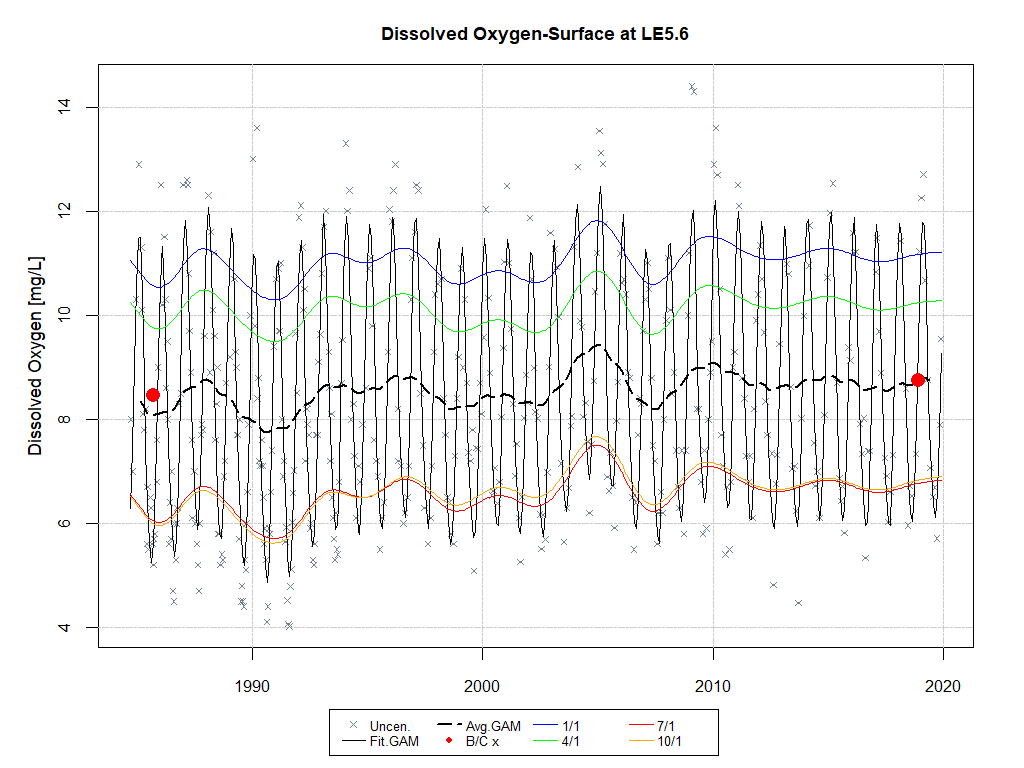 Dissolved Oxygen-Surface at LE5.6
Dissolved Oxygen [mg/L]
14
12
10
8
6
4
1990 2000 2010 2020
Uncen. Avg.GAM 1/1 7/1
Fit.GAM B/C x 4/1 10/1